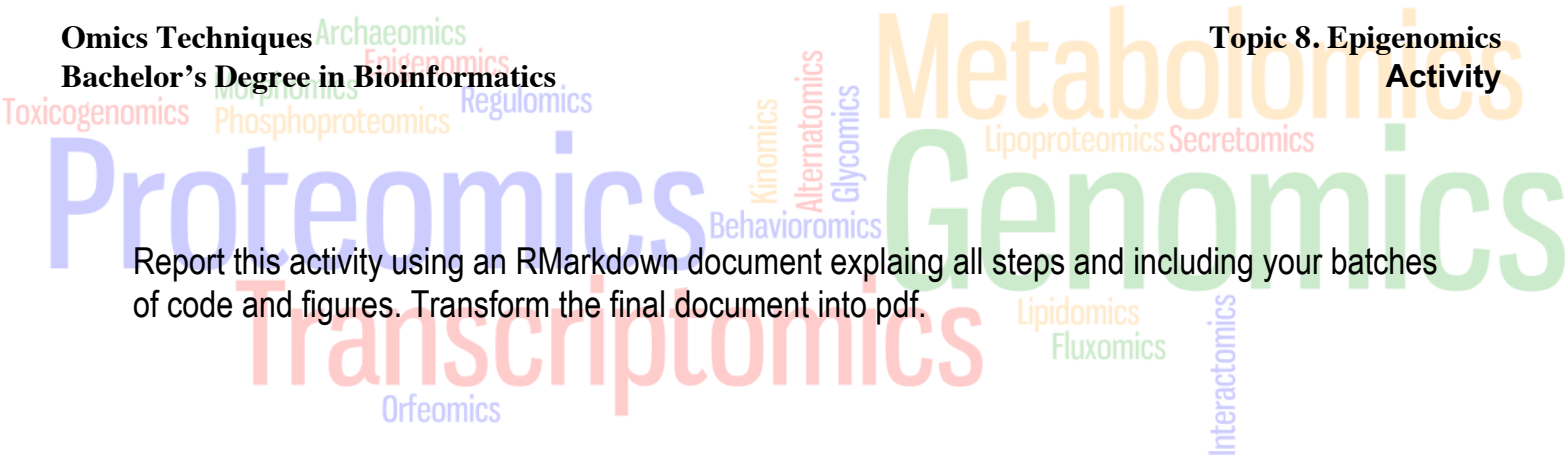 Omics Techniques
Topic 8. Epigenomics
Bachelor's Degree in Bioinformatics
Activity
Archaeomics
Epigenomics
Morphomics
Regulomics
Toxicogenomics
Phosphoproteomics
Metabolomics
Kinomics
Alternatomics
Glycomics
Lipoproteomics
Secretomics
Proteomics
Behavioromics
Genomics
Report this activity using an RMarkdown document explaing all steps and including your batches
of code and figures. Transform the final document into pdf.
Transcriptomics
Lipidomics
Fluxomics
Interactomics
Orfeomics